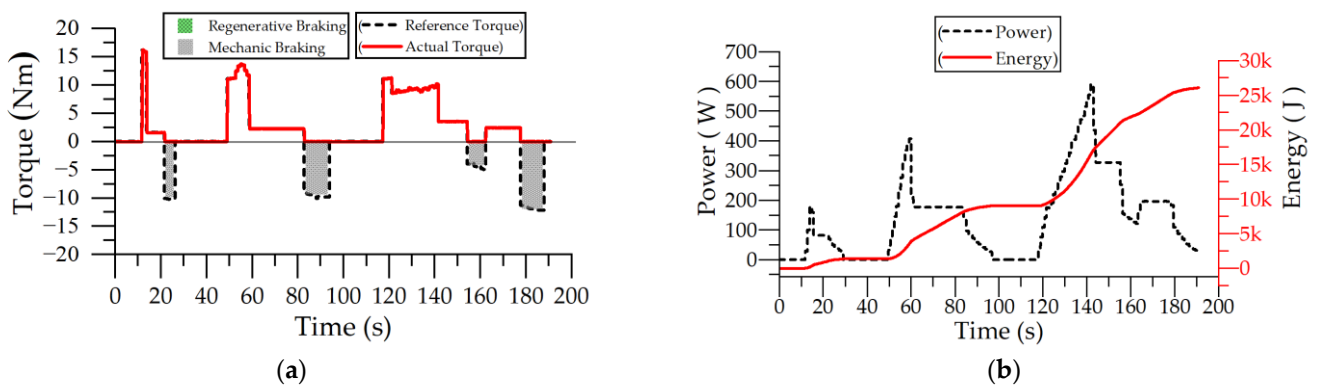 Regenerative Braking
Mechanic Braking
( Reference Torque)
( Actual Torque)
20
15
10
5
0
−5
−10
−15
−20
Torque (Nm)
0 20 40 60 80 100 120 140 160 180 200
Time (s)
(a)
( Power)
( Energy)
700
600
500
400
300
200
100
0
Power ( W )
30k
25k
20k
15k
10k
5k
0
Energy ( J )
0 20 40 60 80 100 120 140 160 180 200
Time (s)
(b)